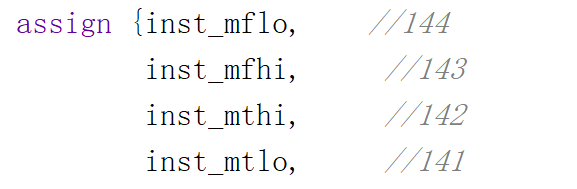 assign {inst_mflo, //144
inst_mfhi, //143
inst_mthi, //142
inst_mtlo, //141